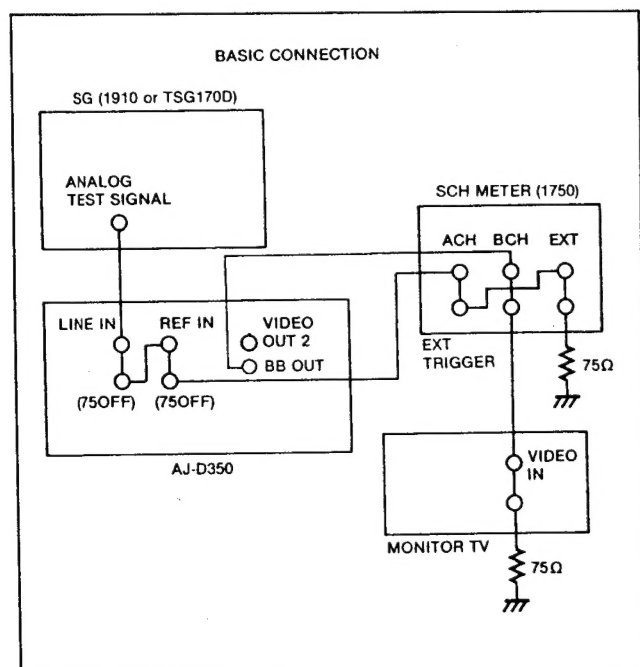 BASIC CONNECTION
SG (1910 or TSG170D)
ANALOG
TEST SIGNAL
SCH METER (1750)
ACH BCH EXT
LINE IN REF IN VIDEO
OUT 2
BB OUT
(75OFF) (75OFF)
AJ-D350
EXT
TRIGGER
75Ω
VIDEO
IN
MONITOR TV
75Ω